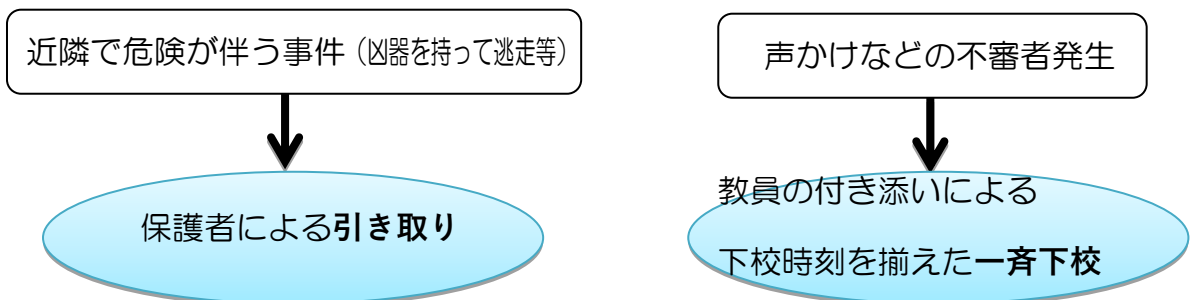 近隣で危険が伴う事件（凶器を持って逃走等）
保護者による引き取り
声かけなどの不審者発生
教員の付き添いによる
下校時刻を揃えた一斉下校